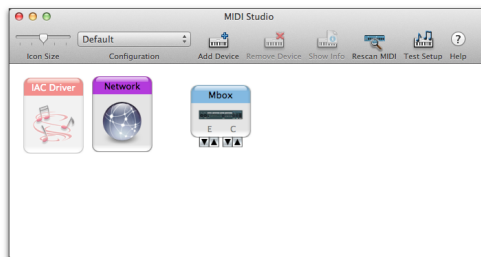 MIDI Studio
Default
Icon Size
Configuration
Add Device
Remove Device
Show Info
Rescan MIDI
Test Setup
?
Help
IAC Driver
Network
Mbox
E C